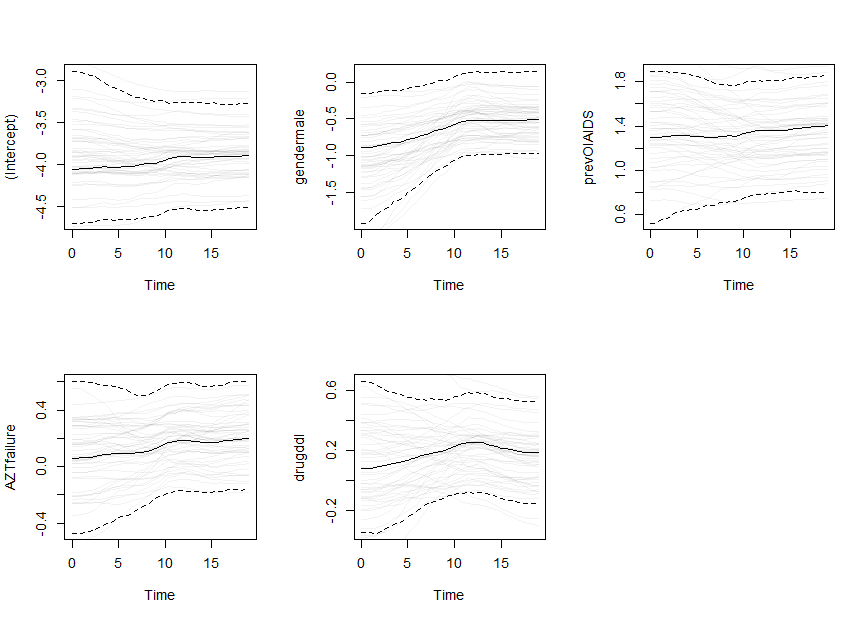 (Intercept)
-3.0
-3.5
-4.0
-4.5
0 5 10 15
Time
gendermale
0.0
-0.5
-1.0
-1.5
0 5 10 15
Time
prevOIAIDS
1.8
1.4
1.0
0.6
0 5 10 15
Time
AZTfailure
0.4
0.0
-0.4
0 5 10 15
Time
drugddI
0.6
0.2
-0.2
0 5 10 15
Time